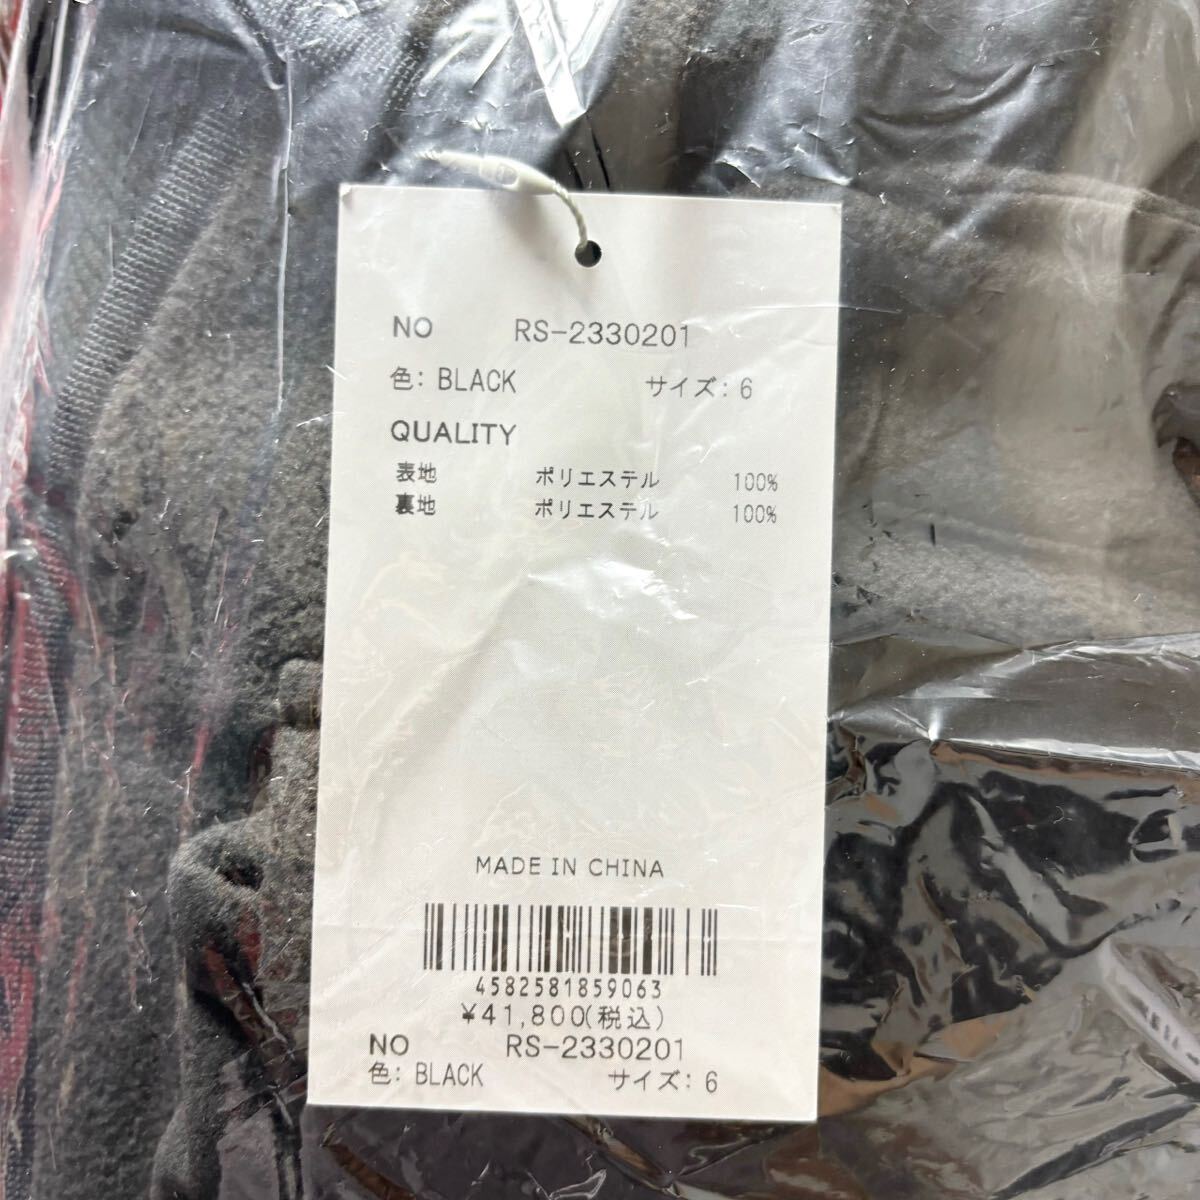 NO RS-2330201
色: BLACK サイズ: 6
QUALITY
表地 ポリエステル 100%
裏地 ポリエステル 100%
MADE IN CHINA
4582581859063
¥41,800(税込)
NO RS-2330201
色: BLACK サイズ: 6